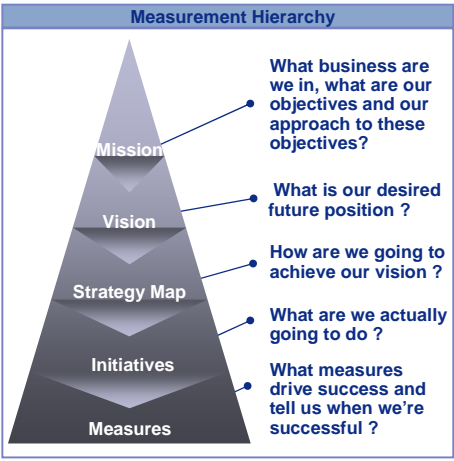 Measurement Hierarchy
Mission
Vision
Strategy Map
Initiatives
Measures
What business are
we in, what are our
objectives and our
approach to these
objectives?
What is our desired
future position ?
How are we going to
achieve our vision ?
What are we actually
going to do ?
What measures
drive success and
tell us when we're
successful ?